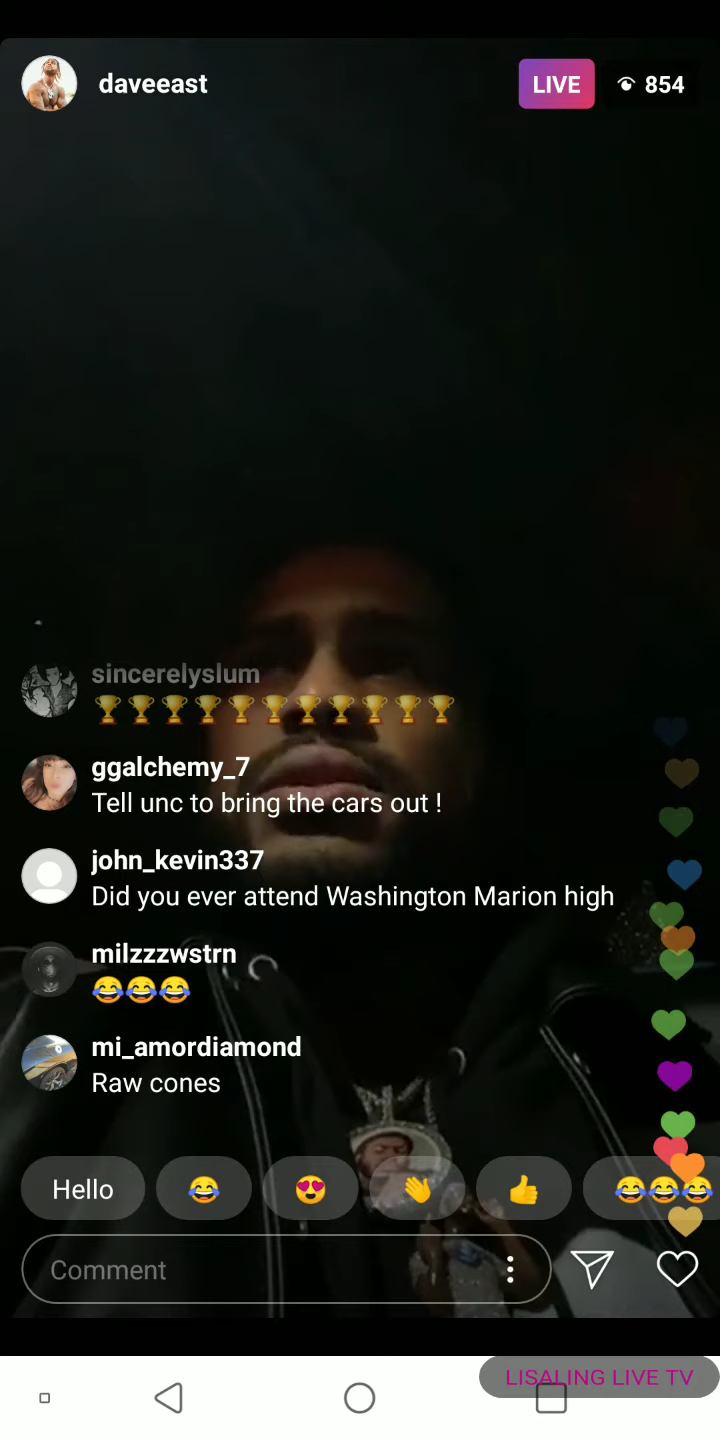 daveeast
LIVE
854
sincerelyslum
🏆🏆🏆🏆🏆🏆🏆🏆🏆🏆🏆
ggalchemy_7
Tell unc to bring the cars out !
john_kevin337
Did you ever attend Washington Marion high
milzzzwstrn
😂😂😂
mi_amordiamond
Raw cones
Hello 😂 😍 👋 👍 😂😂😂
Comment
LISALING LIVE TV